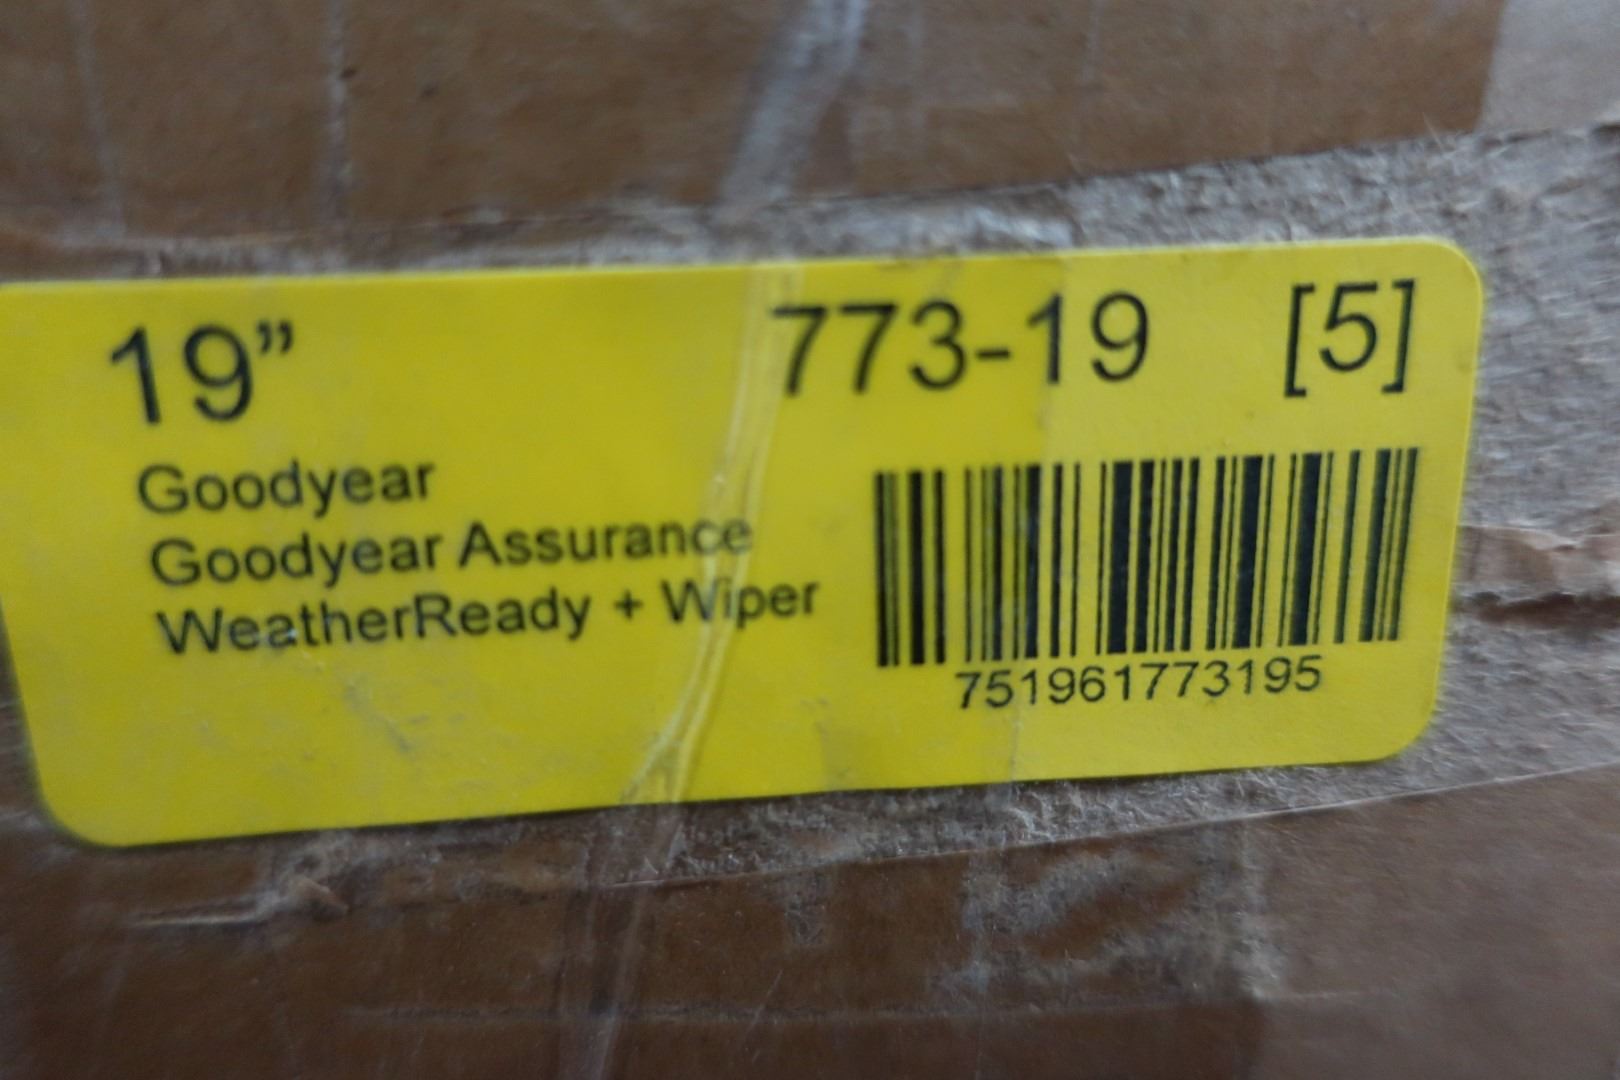 19” 773-19 [5]
Goodyear
Goodyear Assurance
WeatherReady + Wiper
751961773195